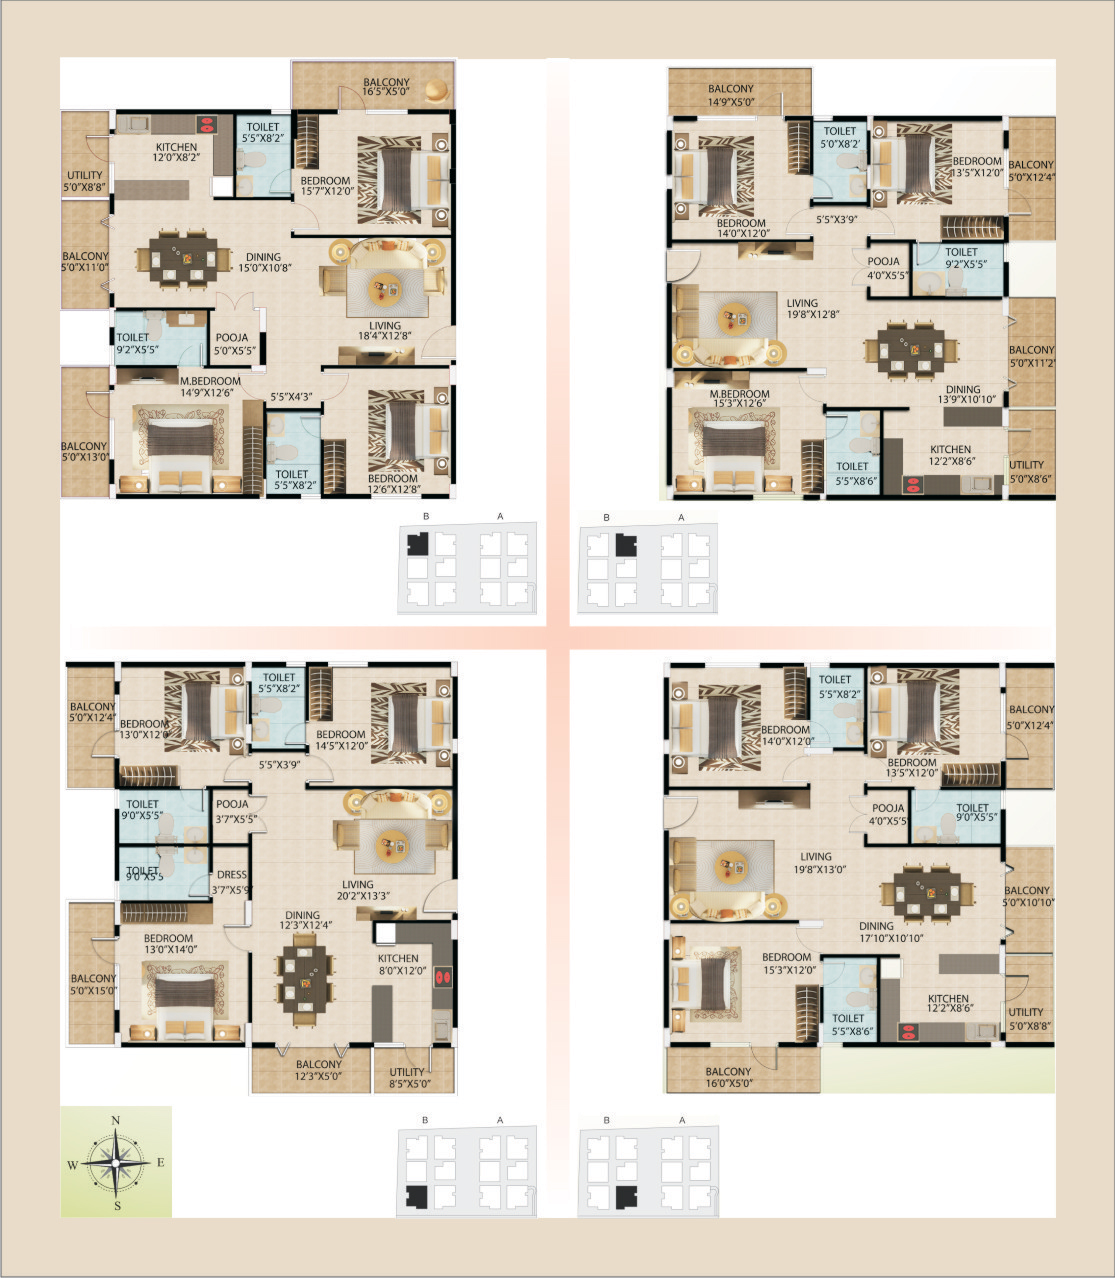 BALCONY
16'5"X5'0"
TOILET
5'5"X8'2"
KITCHEN
12'0"X8'2"
UTILITY
5'0"X8'8"
BEDROOM
15'7"X12'0"
BALCONY
5'0"X11'0"
DINING
15'0"X10'8"
LIVING
18'4"X12'8"
TOILET
9'2"X5'5"
POOJA
5'0"X5'5"
M.BEDROOM
14'9"X12'6"
5'5"X4'3"
BALCONY
5'0"X13'0"
TOILET
5'5"X8'2"
BEDROOM
12'6"X12'8"
B A
BALCONY
14'9"X5'0"
TOILET
5'0"X8'2'
BEDROOM
13'5"X12'0"
BALCONY
5'0"X12'4"
BEDROOM
14'0"X12'0"
5'5"X3'9"
POOJA
4'0"X5'5"
TOILET
9'2"X5'5"
LIVING
19'8"X12'8"
BALCONY
5'0"X11'2'
M.BEDROOM
15'3"X12'6"
DINING
13'9"X10'10"
KITCHEN
12'2"X8'6"
TOILET
5'5"X8'6"
UTILITY
5'0"X8'6"
B A
BALCONY
5'0"X12'4"
BEDROOM
13'0"X12'0"
TOILET
5'5"X8'2"
BEDROOM
14'5"X12'0"
5'5"X3'9"
TOILET
9'0"X5'5"
POOJA
3'7"X5'5"
TOILET
9'0"X5'5
DRESS
3'7"X5'9"
LIVING
20'2"X13'3"
DINING
12'3"X12'4"
BEDROOM
13'0"X14'0"
KITCHEN
8'0"X12'0"
BALCONY
5'0"X15'0"
BALCONY
12'3"X5'0"
UTILITY
8'5"X5'0"
B A
TOILET
5'5"X8'2"
BALCONY
5'0"X12'4"
BEDROOM
14'0"X12'0"
BEDROOM
13'5"X12'0"
POOJA
4'0"X5'5"
TOILET
9'0"X5'5"
LIVING
19'8"X13'0"
BALCONY
5'0"X10'10"
DINING
17'10"X10'10"
BEDROOM
15'3"X12'0"
KITCHEN
12'2"X8'6"
TOILET
5'5"X8'6"
UTILITY
5'0"X8'8"
BALCONY
16'0"X5'0"
B A
N
W E
S